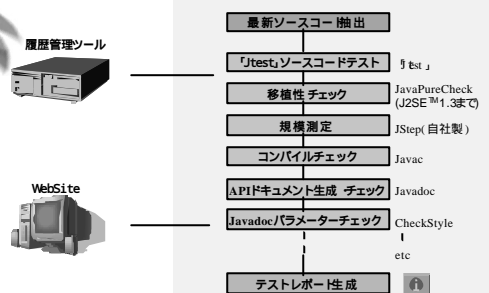 最新ソースコード抽出
履歴管理ツール
「Jtest」ソースコードテスト
「Jtest」
移植性チェック
JavaPureCheck
(J2SE™1.3まで)
規模測定
JStep(自社製)
コンパイルチェック
Javac
WebSite
APIドキュメント生成 チェック
Javadoc
Javadocパラメーターチェック
CheckStyle
etc
テストレポート生成